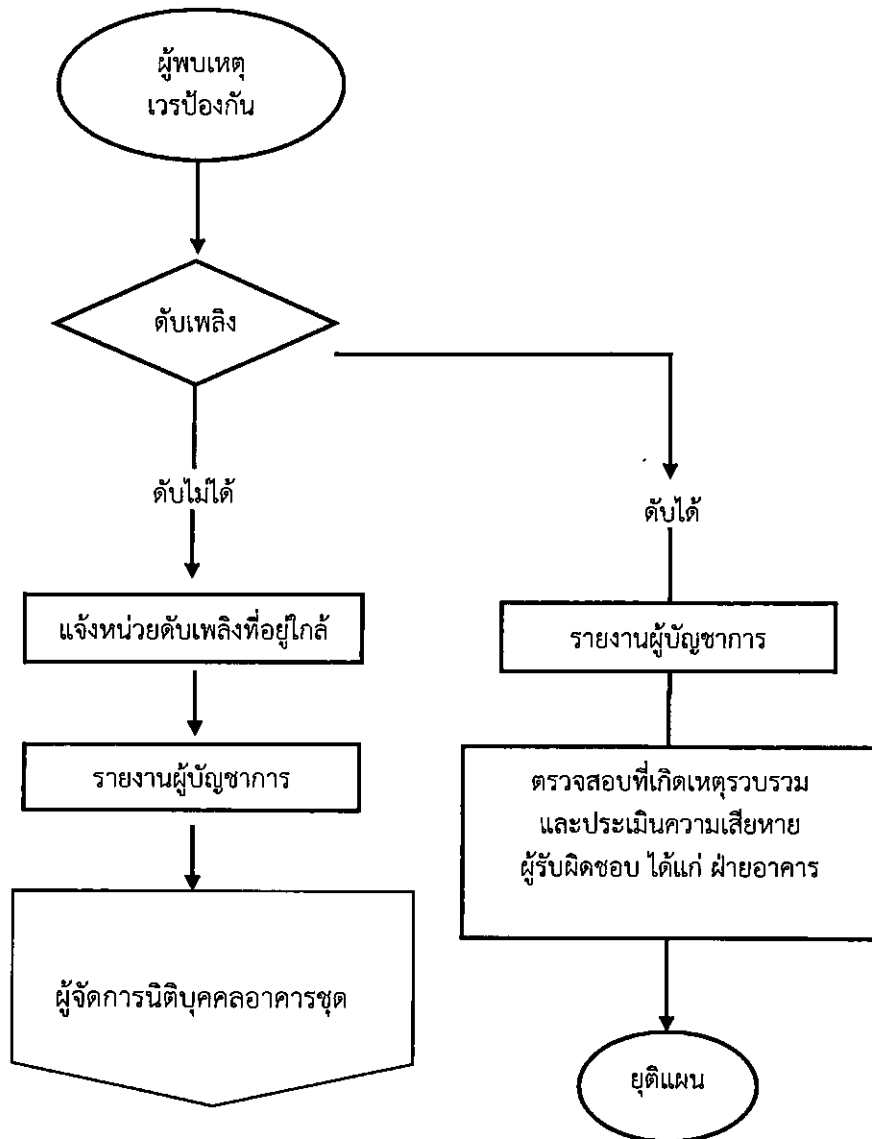 ผู้พบเหตุ
เวรป้องกัน
ดับเพลิง
ดับไม่ได้
ดับได้
แจ้งหน่วยดับเพลิงที่อยู่ใกล้
รายงานผู้บัญชาการ
รายงานผู้บัญชาการ
ตรวจสอบที่เกิดเหตุรวบรวม
และประเมินความเสียหาย
ผู้รับผิดชอบ ได้แก่ ฝ่ายอาคาร
ผู้จัดการนิติบุคคลอาคารชุด
ยุติแผน